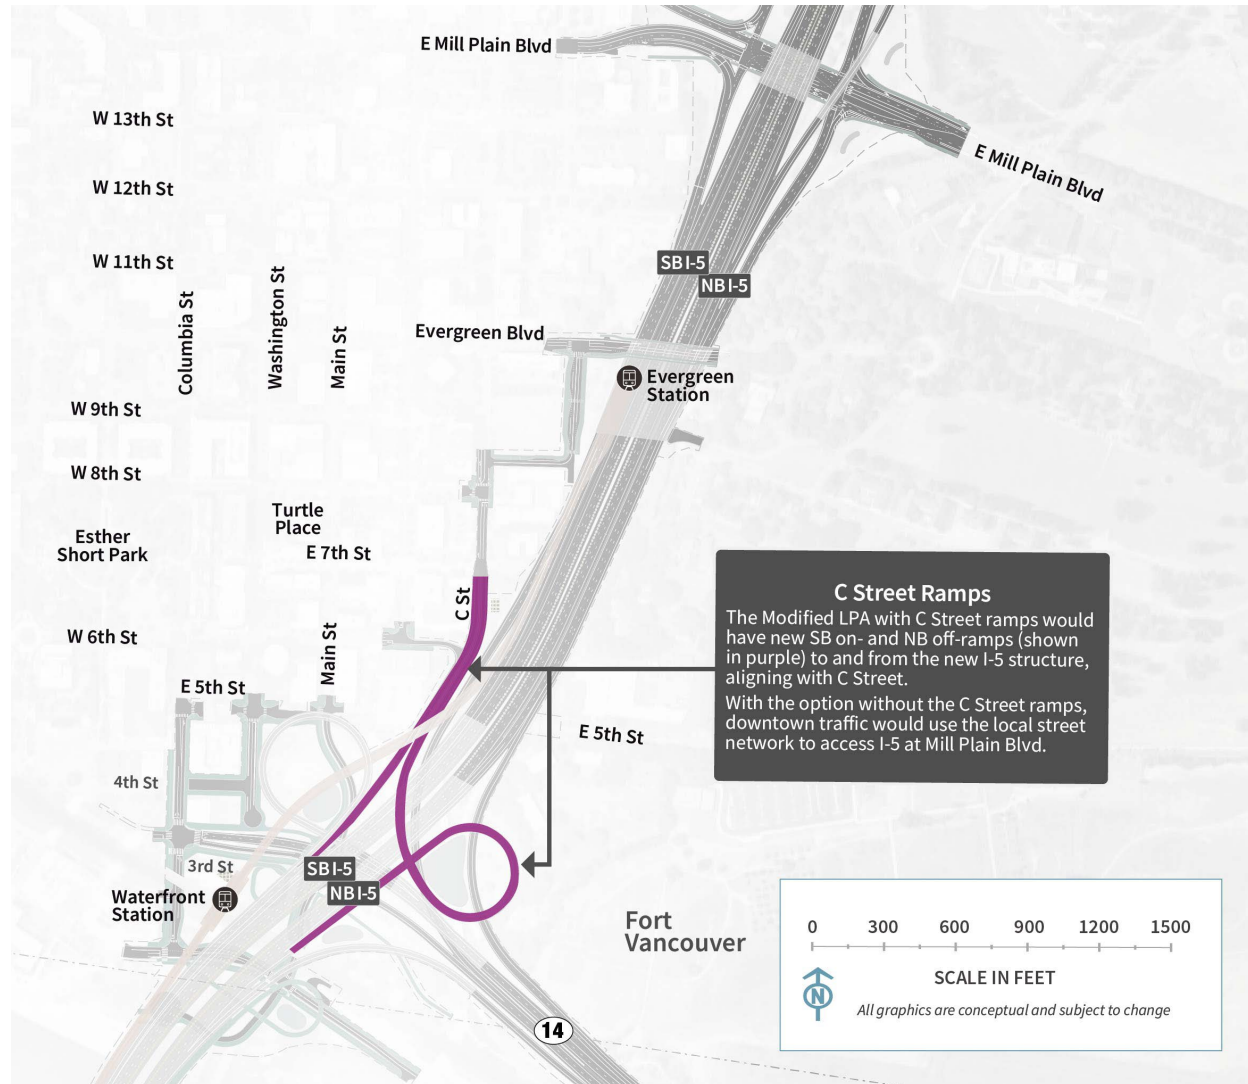 E Mill Plain Blvd
W 13th St
E Mill Plain Blvd
W 12th St
W 11th St
SB I-5
NB I-5
Columbia St
Washington St
Main St
Evergreen Blvd
Evergreen
Station
W 9th St
W 8th St
Turtle
Place
Esther
Short Park
E 7th St
C St
W 6th St
Main St
E 5th St
E 5th St
C Street Ramps
The Modified LPA with C Street ramps would
have new SB on- and NB off-ramps (shown
in purple) to and from the new I-5 structure,
aligning with C Street.
With the option without the C Street ramps,
downtown traffic would use the local street
network to access I-5 at Mill Plain Blvd.
4th St
3rd St
SB I-5
NB I-5
Waterfront
Station
Fort
Vancouver
14
0 300 600 900 1200 1500
SCALE IN FEET
N
All graphics are conceptual and subject to change